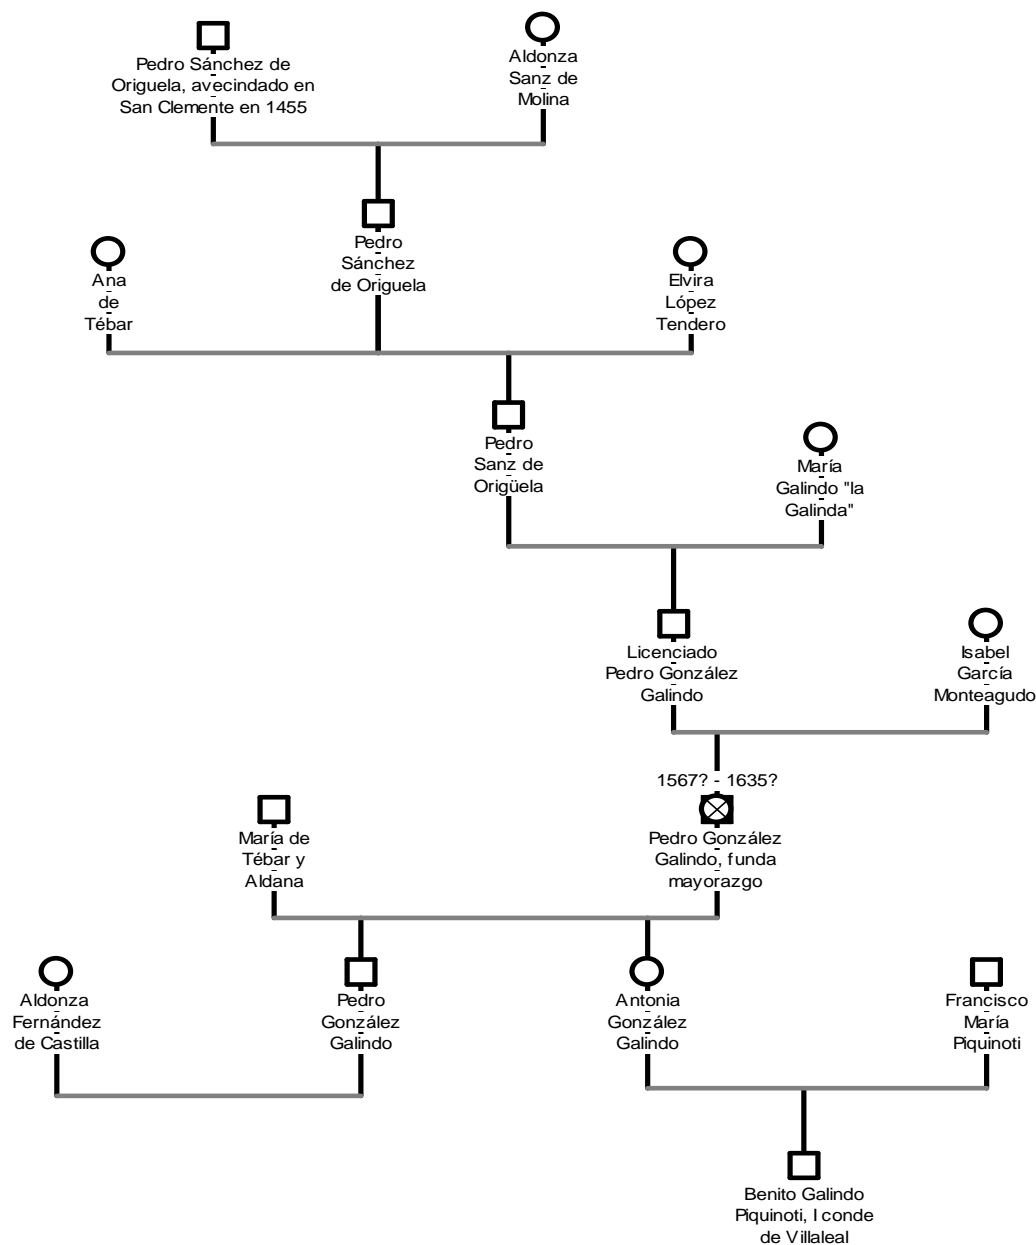 Pedro Sánchez de
Origuela, avecindado en
San Clemente en 1455
Aldonza
Sanz de
Molina
Pedro
Sánchez
de Origuela
Ana
de
Tébar
Elvira
López
Tendero
Pedro
Sanz de
Origüela
María
Galindo "la
Galinda"
Licenciado
Pedro González
Galindo
Isabel
García
Monteagudo
1567? - 1635?
Pedro González
Galindo, funda
mayorazgo
María de
Tébar y
Aldana
Aldonza
Fernández
de Castilla
Pedro
González
Galindo
Antonia
González
Galindo
Francisco
María
Piquinoti
Benito Galindo
Piquinoti, I conde
de Villaleal